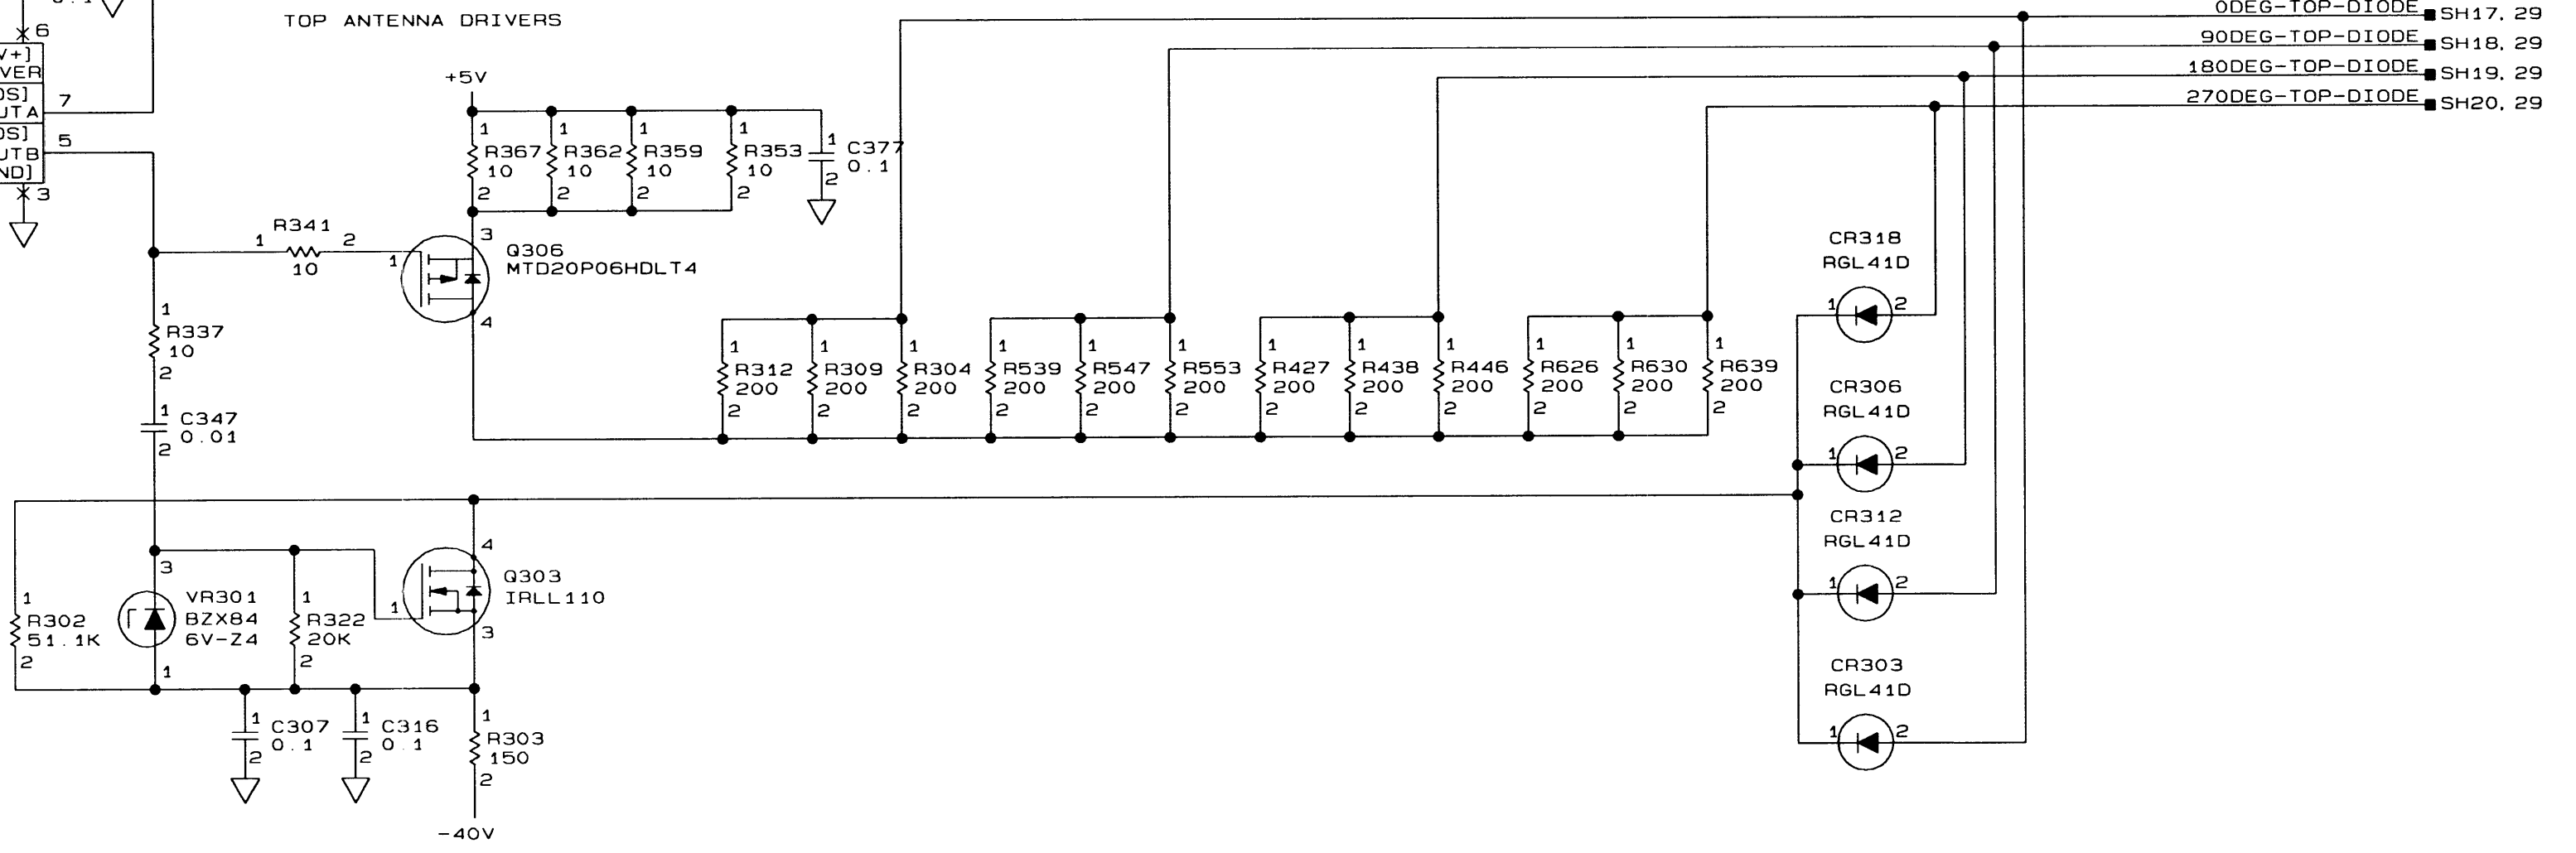 TOP ANTENNA DRIVERS
0DEG-TOP-DIODE
SH17, 29
90DEG-TOP-DIODE
SH18, 29
180DEG-TOP-DIODE
SH19, 29
270DEG-TOP-DIODE
SH20, 29
6
V+]
VER
OS]
UTA
7
OS]
UTB
5
ND]
3
+5V
1
R367
10
2
1
R362
10
2
1
R359
10
2
1
R353
10
2
1
C377
0.1
2
R341
1
2
10
3
1
Q306
MTD20P06HDLT4
4
1
R337
10
2
1
C347
0.01
2
1
R312
200
2
1
R309
200
2
1
R304
200
2
1
R539
200
2
1
R547
200
2
1
R553
200
2
1
R427
200
2
1
R438
200
2
1
R446
200
2
1
R626
200
2
1
R630
200
2
1
R639
200
2
CR318
RGL41D
1
2
CR306
RGL41D
1
2
CR312
RGL41D
1
2
CR303
RGL41D
1
2
1
R302
51.1K
2
3
VR301
BZX84
6V-Z4
1
1
R322
20K
2
4
1
Q303
IRLL110
3
1
C307
0.1
2
1
C316
0.1
2
1
R303
150
2
-40V